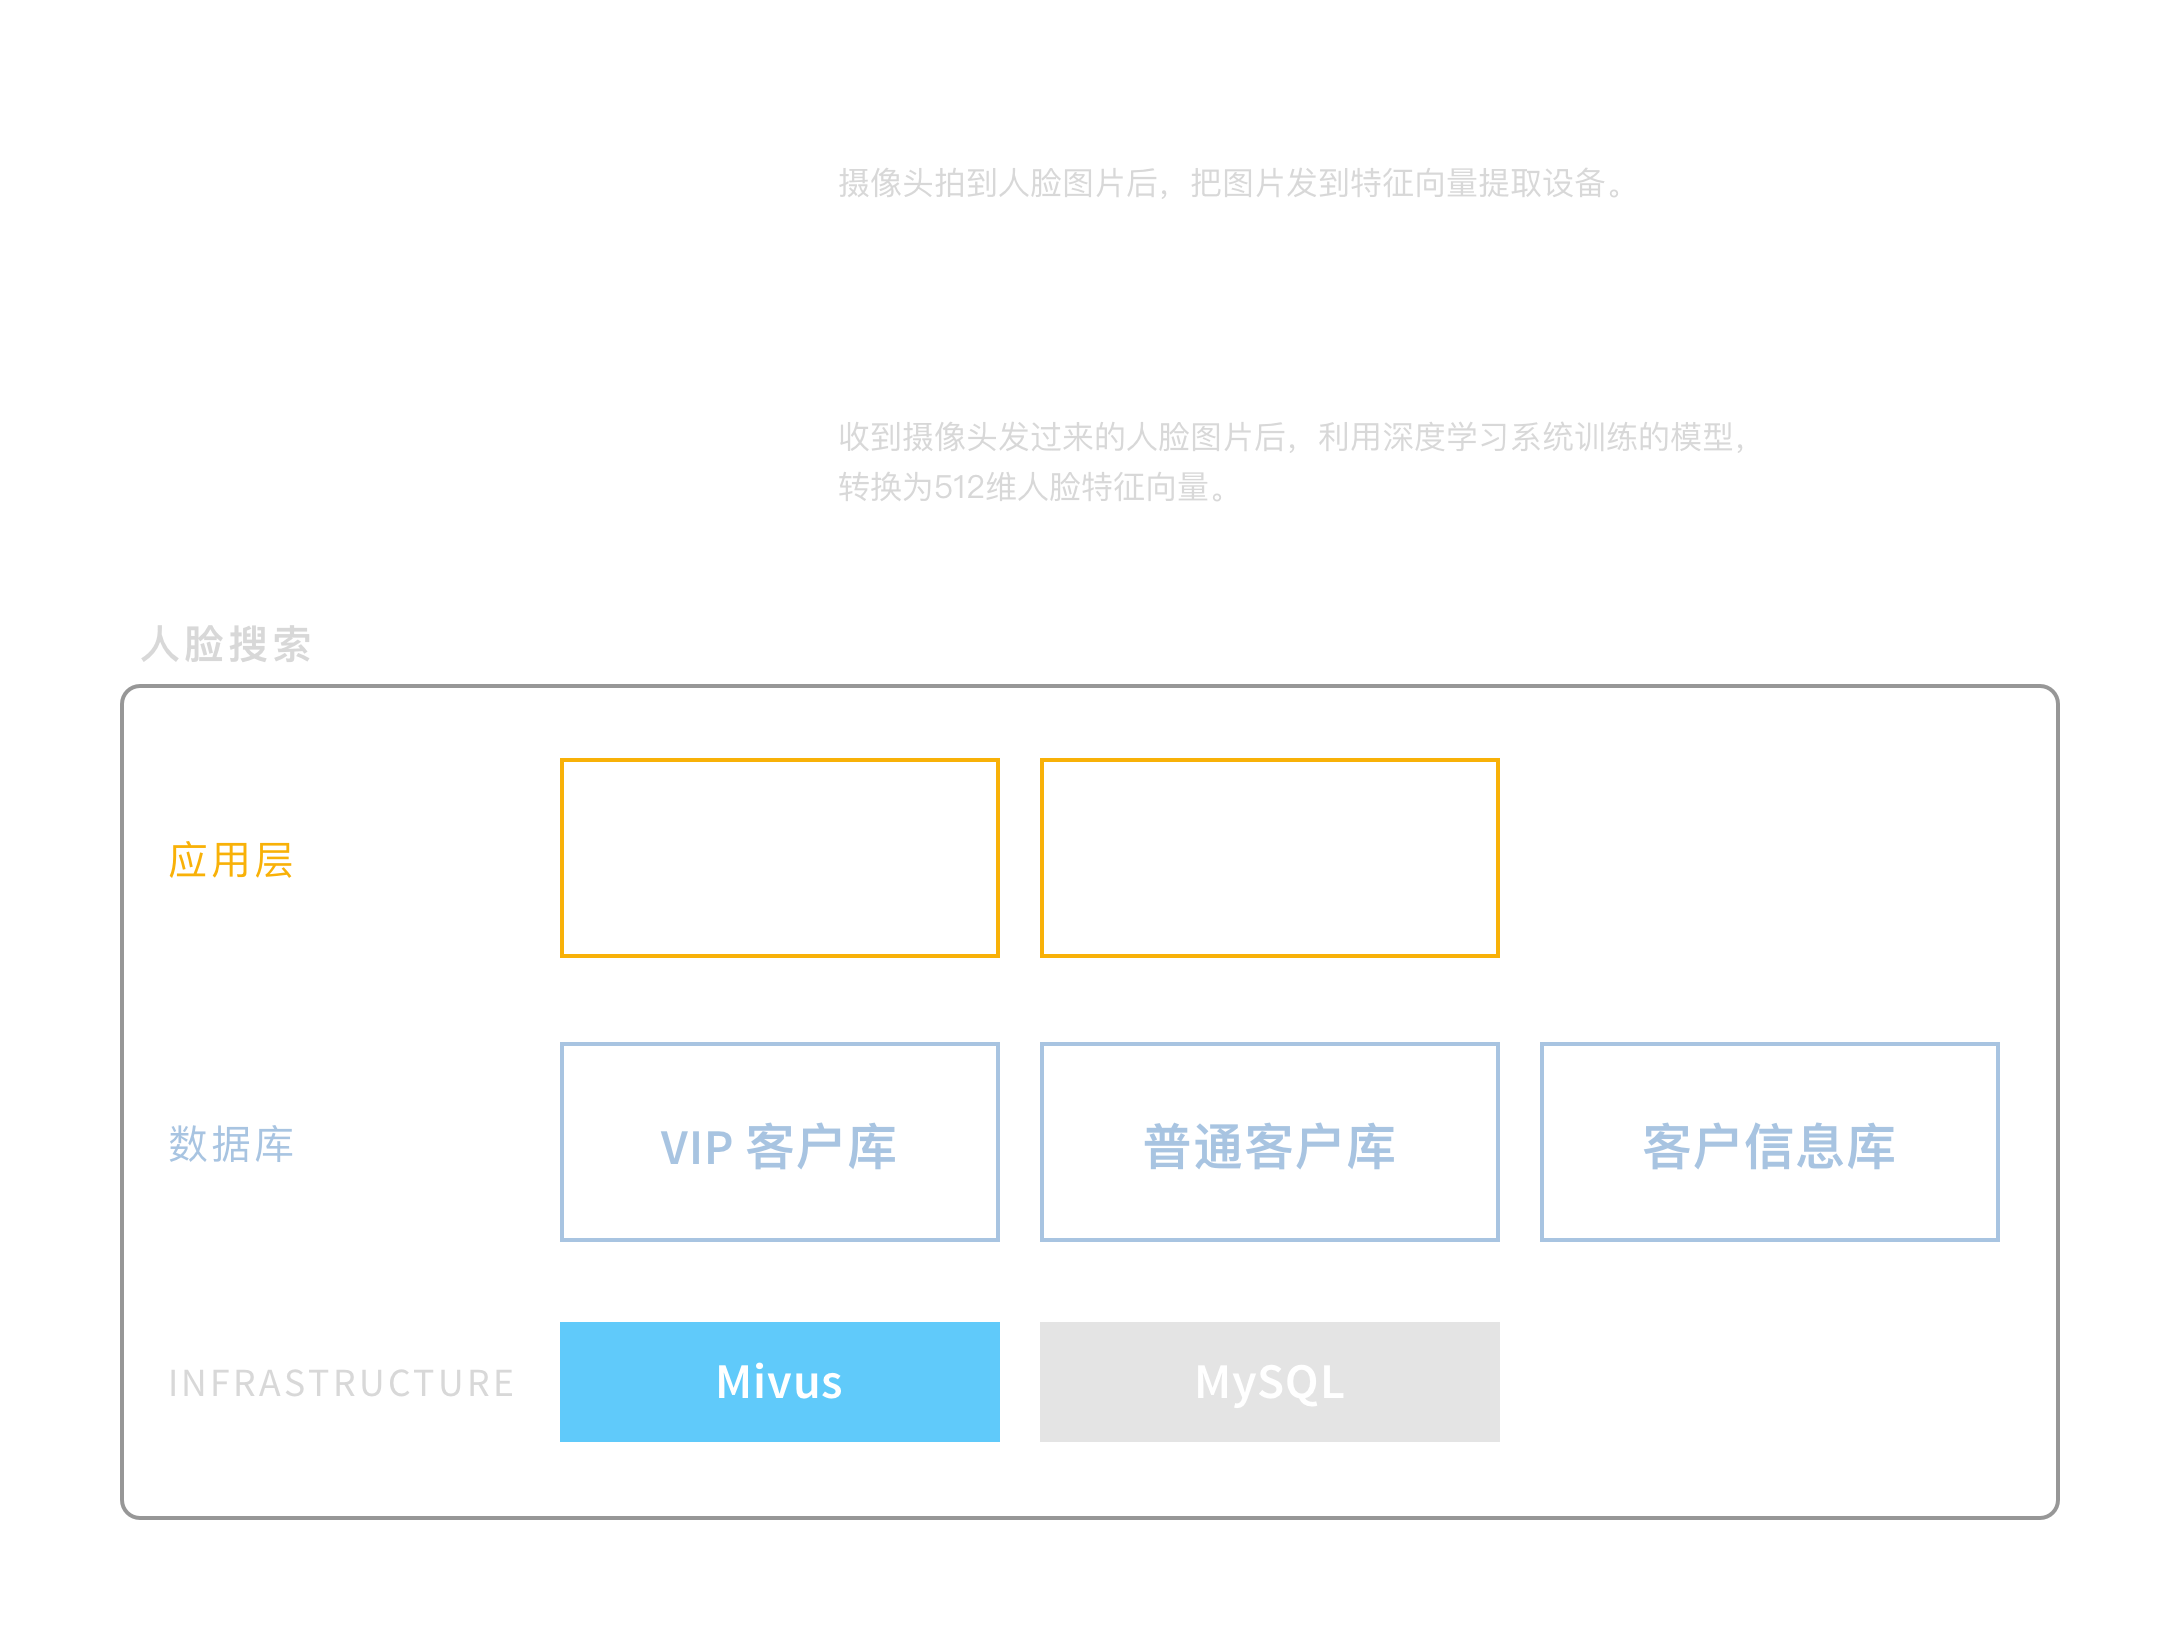 摄像头拍到人脸图片后，把图片发到特征向量提取设备。
收到摄像头发过来的人脸图片后，利用深度学习系统训练的模型，
转换为512维人脸特征向量。
人脸搜索
应用层
数据库
VIP 客户库
普通客户库
客户信息库
INFRASTRUCTURE
Mivus
MySQL